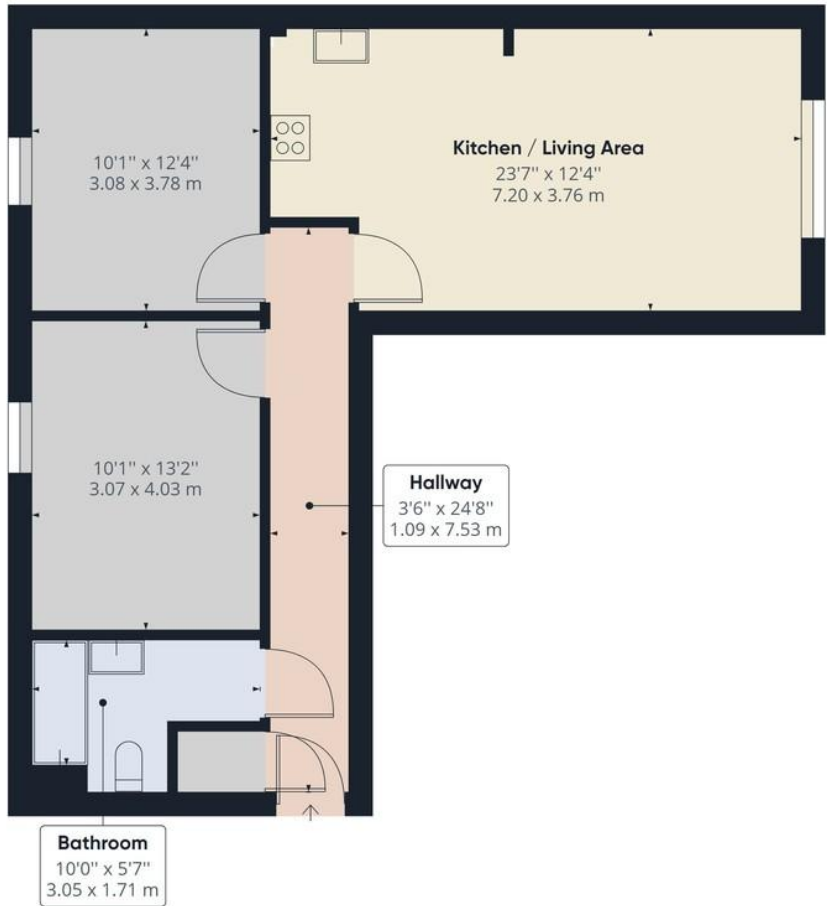 10'1" x 12'4"
3.08 x 3.78 m
Kitchen / Living Area
23'7" x 12'4"
7.20 x 3.76 m
10'1" x 13'2"
3.07 x 4.03 m
Hallway
3'6" x 24'8"
1.09 x 7.53 m
Bathroom
10'0" x 5'7"
3.05 x 1.71 m